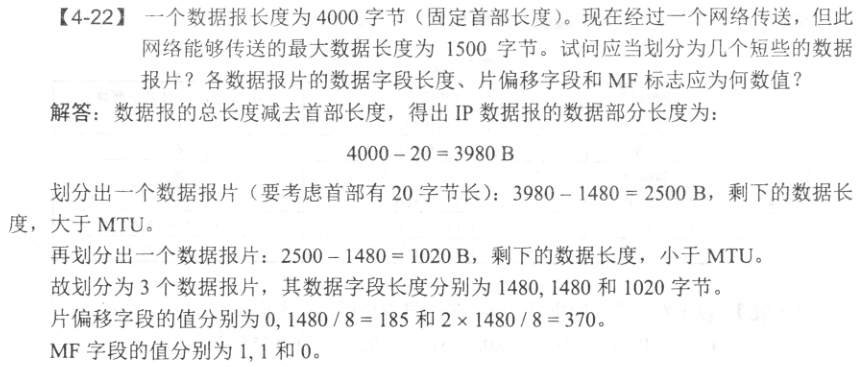 【4-22】 一个数据报长度为 4000 字节（固定首部长度）。现在经过一个网络传送，但此
网络能够传送的最大数据长度为 1500 字节。试问应当划分为几个短些的数据
报片？各数据报片的数据字段长度、片偏移字段和 MF 标志应为何数值？
解答：数据报的总长度减去首部长度，得出 IP 数据报的数据部分长度为：
4000 – 20 = 3980 B
划分出一个数据报片（要考虑首部有 20 字节长）：3980 – 1480 = 2500 B，剩下的数据长
度，大于 MTU。
再划分出一个数据报片：2500 – 1480 = 1020 B，剩下的数据长度，小于 MTU。
故划分为 3 个数据报片，其数据字段长度分别为 1480, 1480 和 1020 字节。
片偏移字段的值分别为 0, 1480 / 8 = 185 和 2 × 1480 / 8 = 370。
MF 字段的值分别为 1, 1 和 0。